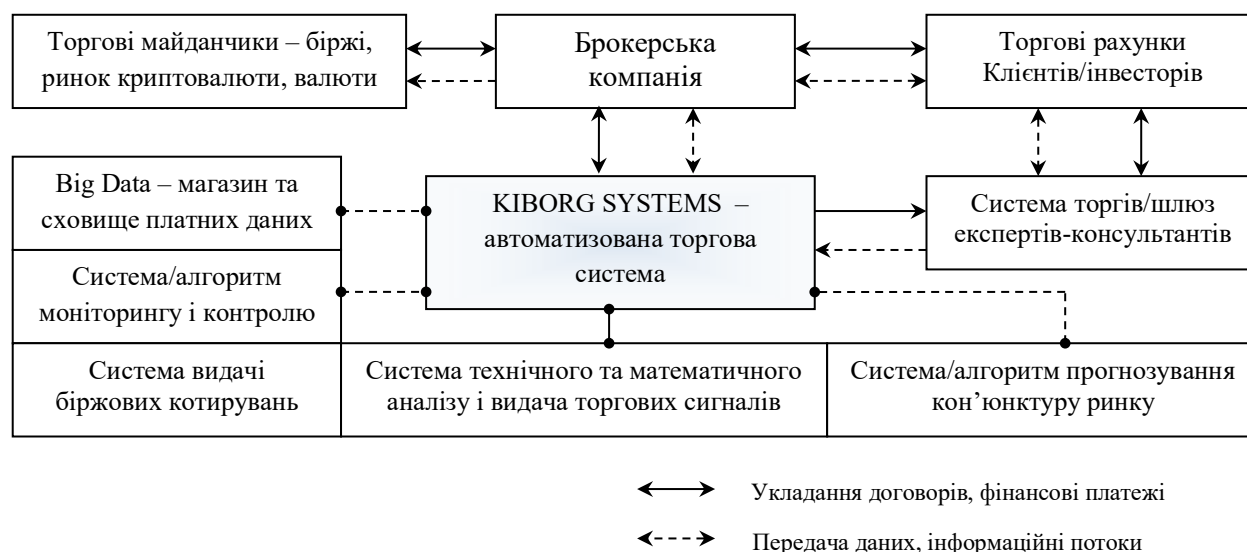 Торгові майданчики – біржі,
ринок криптовалюти, валюти
Брокерська
компанія
Торгові рахунки
Клієнтів/інвесторів
Big Data – магазин та
сховище платних даних
KIBORG SYSTEMS –
автоматизована торгова
система
Система торгів/шлюз
експертів-консультантів
Система/алгоритм
моніторингу і контролю
Система видачі
біржових котирувань
Система технічного та математичного
аналізу і видача торгових сигналів
Система/алгоритм прогнозування
кон’юнктуру ринку
Укладання договорів, фінансові платежі
Передача даних, інформаційні потоки